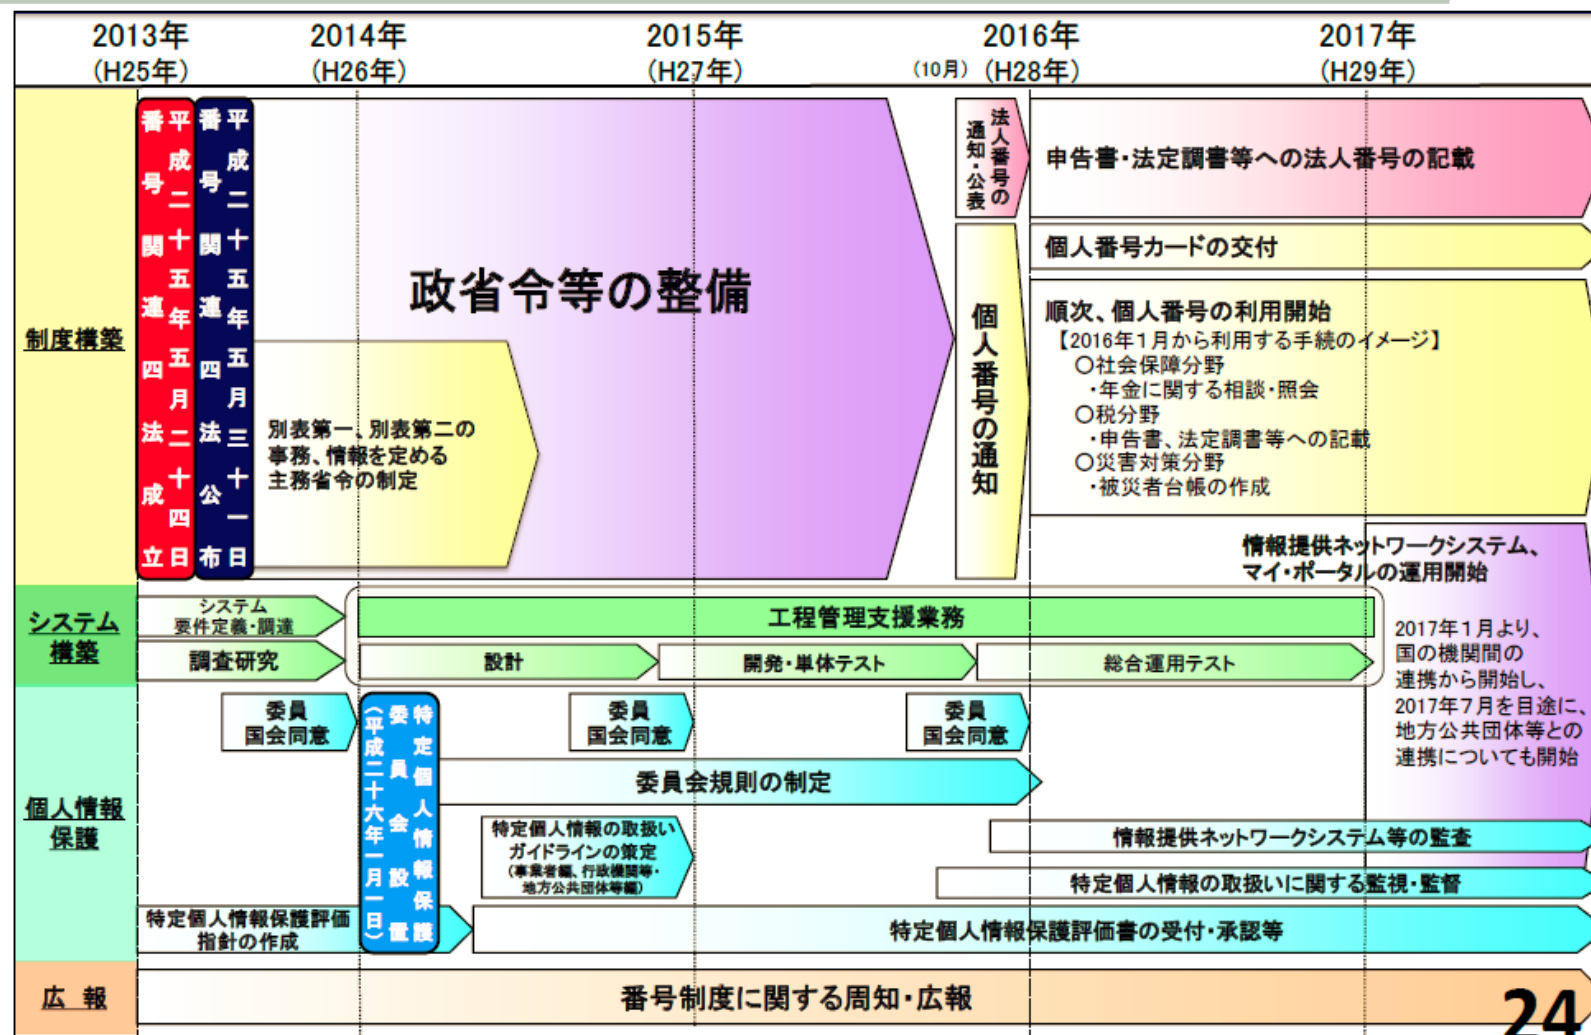 2013年
(H25年)
2014年
(H26年)
2015年
(H27年)
(10月)
2016年
(H28年)
2017年
(H29年)
制度構築
平成二十五年五月二十四日
番号関連四法成立
平成二十五年五月三十一日
番号関連四法公布
政省令等の整備
別表第一、別表第二の
事務、情報を定める
主務省令の制定
法人番号の
通知・公表
申告書・法定調書等への法人番号の記載
個人番号の通知
個人番号カードの交付
順次、個人番号の利用開始
【2016年1月から利用する手続のイメージ】
○社会保障分野
・年金に関する相談・照会
○税分野
・申告書、法定調書等への記載
○災害対策分野
・被災者台帳の作成
情報提供ネットワークシステム、
マイ・ポータルの運用開始
2017年1月より、
国の機関間の
連携から開始し、
2017年7月を目途に、
地方公共団体等との
連携についても開始
システム
構築
システム
要件定義・調達
工程管理支援業務
調査研究
設計
開発・単体テスト
総合運用テスト
個人情報
保護
委員
国会同意
特定個人情報保護
委員会設置
(平成二十六年一月一日)
委員
国会同意
委員
国会同意
委員会規則の制定
特定個人情報の取扱い
ガイドラインの策定
(事業者編、行政機関等・
地方公共団体等編)
情報提供ネットワークシステム等の監査
特定個人情報の取扱いに関する監視・監督
特定個人情報保護評価
指針の作成
特定個人情報保護評価書の受付・承認等
広 報
番号制度に関する周知・広報
24